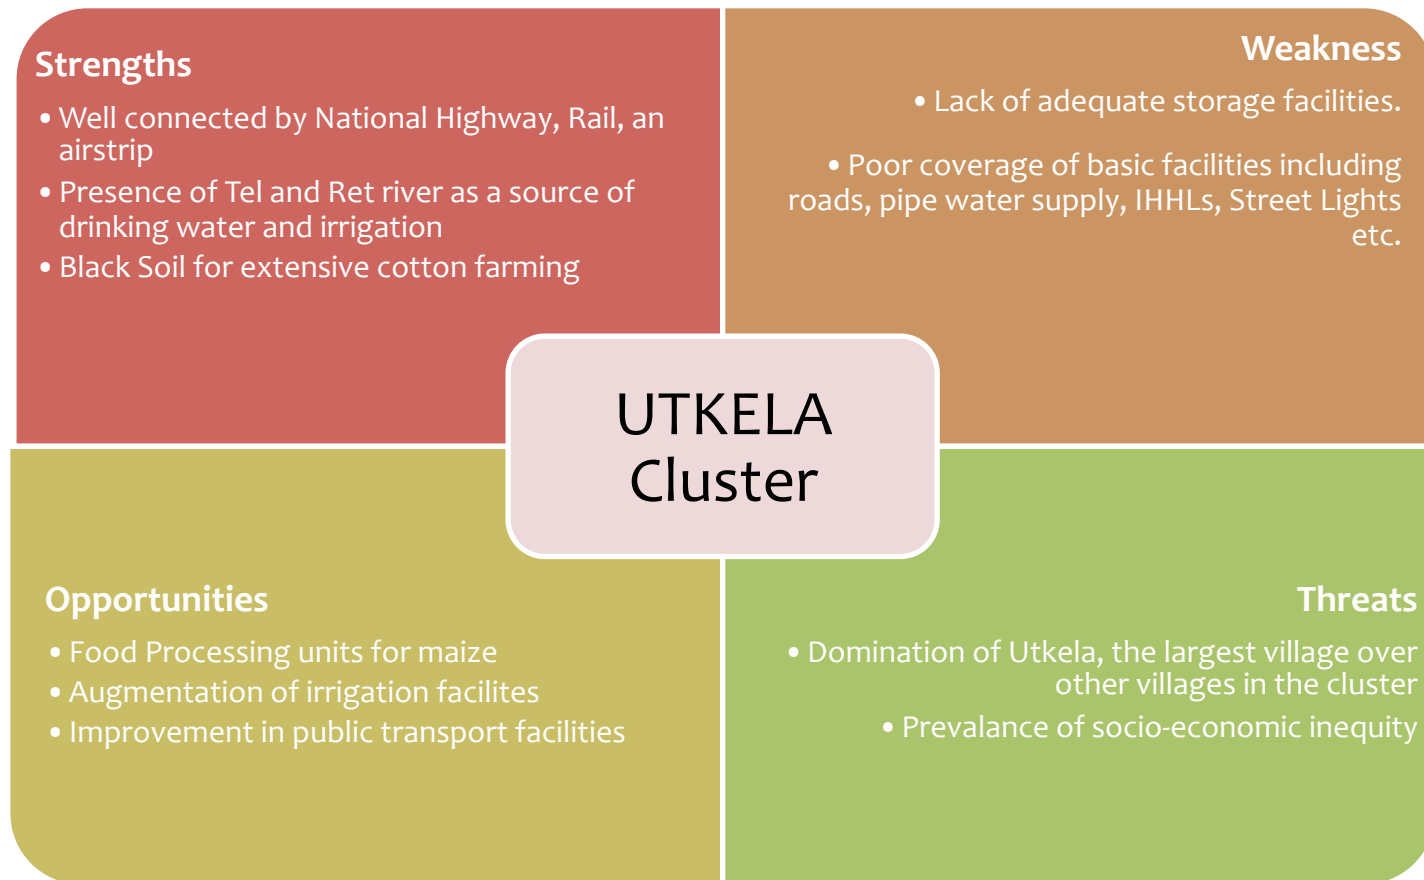 Strengths
• Well connected by National Highway, Rail, an
airstrip
• Presence of Tel and Ret river as a source of
drinking water and irrigation
• Black Soil for extensive cotton farming
Weakness
• Lack of adequate storage facilities.
• Poor coverage of basic facilities including
roads, pipe water supply, IHHLs, Street Lights
etc.
UTKELA
Cluster
Opportunities
• Food Processing units for maize
• Augmentation of irrigation facilites
• Improvement in public transport facilities
Threats
• Domination of Utkela, the largest village over
other villages in the cluster
• Prevalance of socio-economic inequity